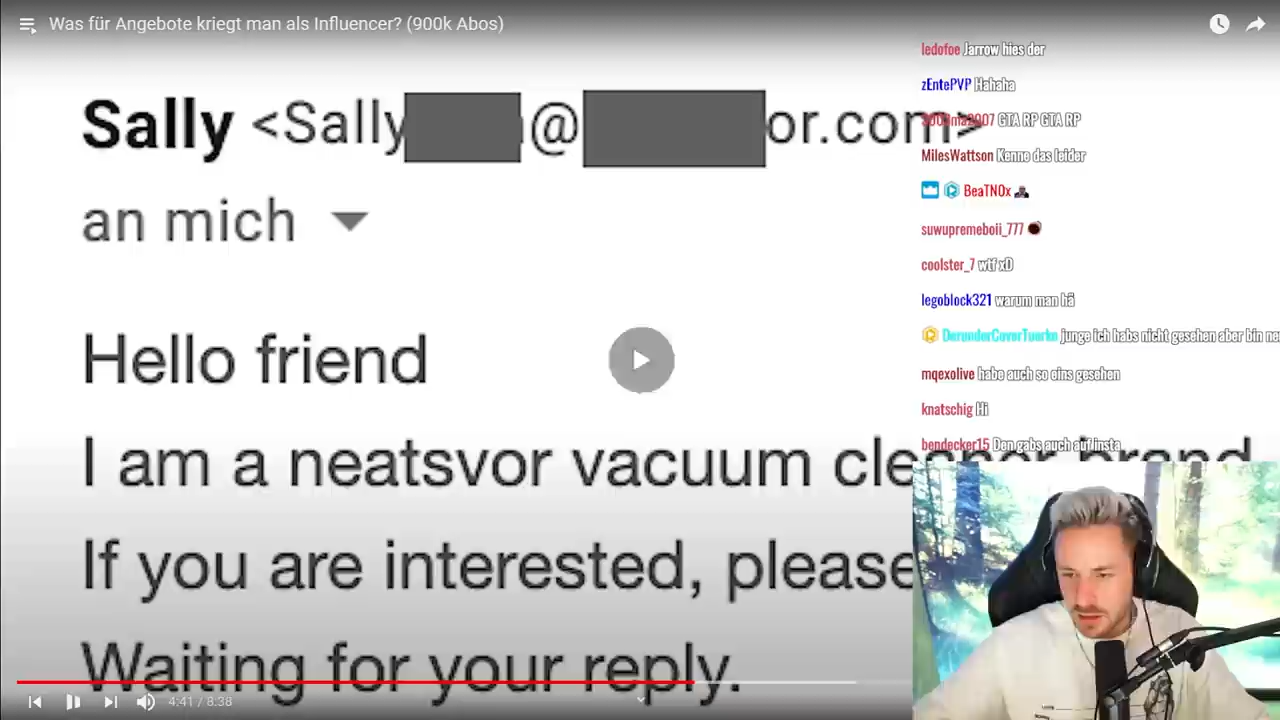 Was für Angebote kriegt man als Influencer? (900k Abos)
Sally <Sally @ or.com>
an mich
Hello friend
I am a neatsvor vacuum cleaner brand
If you are interested, please
Waiting for your reply.
4:41 / 8:38
ledofoe Jarrow hies der
zEntePVP Hahaha
GTA RP GTA RP
MilesWattson Kenne das leider
BeaTN0x
suwupremeboii_777
coolster_7 wtf xD
legoblock321 warum man hä
DerunderCoverTuerke junge ich habs nicht gesehen aber bin
mqexolive habe auch so eins gesehen
knatschig Hi
bendecker15 Den gabs auch auf insta